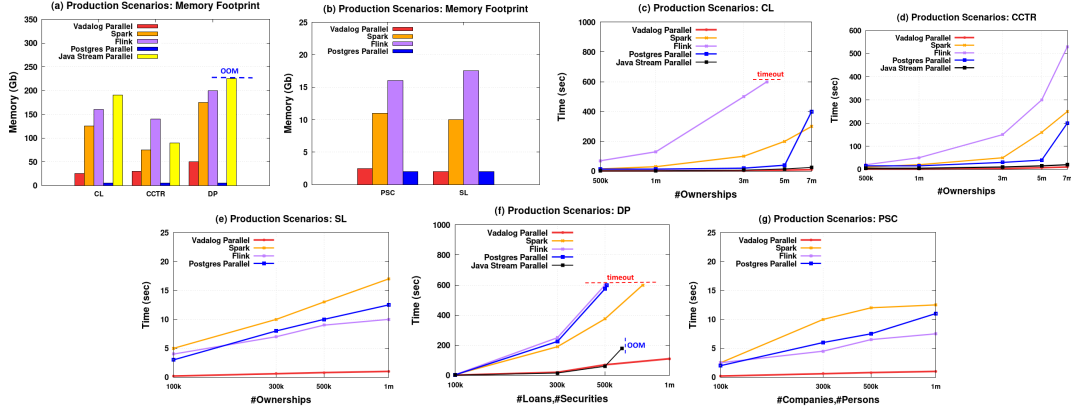 (a) Production Scenarios: Memory Footprint
Memory (Gb)
350
300
250
200
150
100
50
0
Vadalog Parallel
Spark
Flink
Postgres Parallel
Java Stream Parallel
OOM
CL
CCTR
DP
(b) Production Scenarios: Memory Footprint
Memory (Gb)
25
20
15
10
5
0
Vadalog Parallel
Spark
Flink
Postgres Parallel
PSC
SL
(c) Production Scenarios: CL
Time (sec)
1000
800
600
400
200
0
Vadalog Parallel
Spark
Flink
Postgres Parallel
Java Stream Parallel
timeout
500k
1m
3m
5m
7m
#Ownerships
(d) Production Scenarios: CCTR
Time (sec)
600
500
400
300
200
100
0
Vadalog Parallel
Spark
Flink
Postgres Parallel
Java Stream Parallel
500k
1m
3m
5m
7m
#Ownerships
(e) Production Scenarios: SL
Time (sec)
25
20
15
10
5
0
Vadalog Parallel
Spark
Flink
Postgres Parallel
100k
300k
500k
1m
#Ownerships
(f) Production Scenarios: DP
Time (sec)
1000
800
600
400
200
0
Vadalog Parallel
Spark
Flink
Postgres Parallel
Java Stream Parallel
timeout
OOM
100k
300k
500k
1m
#Loans,#Securities
(g) Production Scenarios: PSC
Time (sec)
25
20
15
10
5
0
Vadalog Parallel
Spark
Flink
Postgres Parallel
100k
300k
500k
1m
#Companies,#Persons